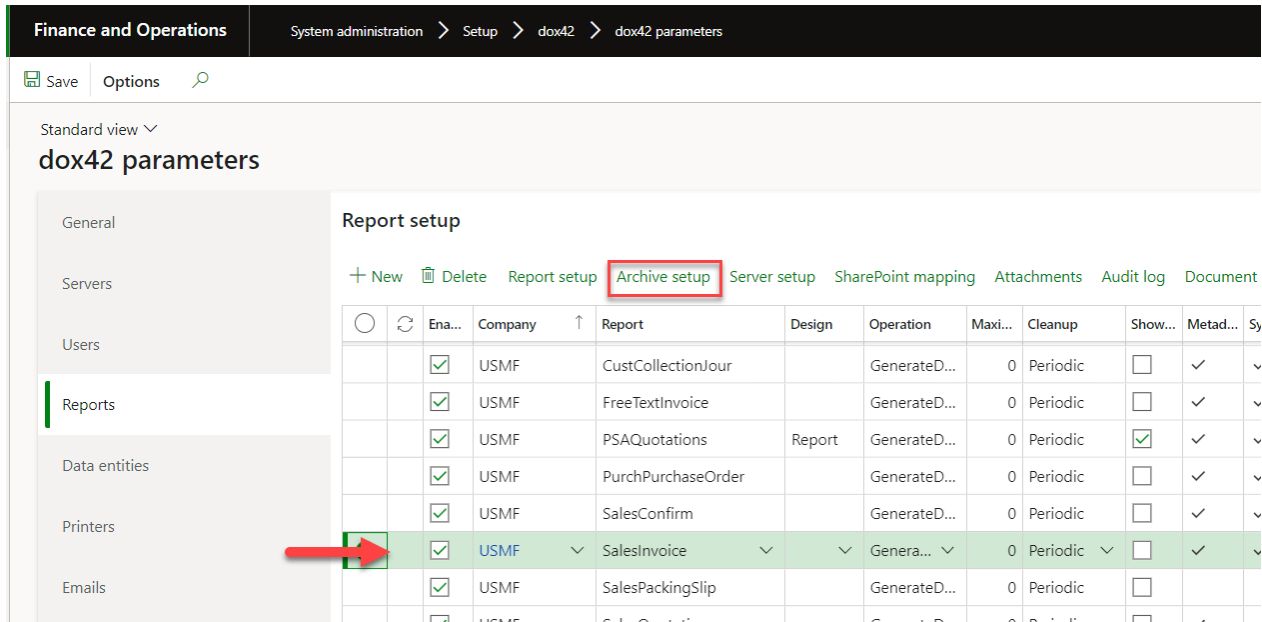 Finance and Operations System administration Setup dox42 dox42 parameters
Save Options
Standard view
dox42 parameters
General
Servers
Users
Reports
Data entities
Printers
Emails
Report setup
New Delete Report setup Archive setup Server setup SharePoint mapping Attachments Audit log Document
Ena... Company Report Design Operation Maxi... Cleanup Show... Metad... Sy
USMF CustCollectionJour GenerateD... 0 Periodic
USMF FreeTextInvoice GenerateD... 0 Periodic
USMF PSAQuotations Report GenerateD... 0 Periodic
USMF PurchPurchaseOrder GenerateD... 0 Periodic
USMF SalesConfirm GenerateD... 0 Periodic
USMF SalesInvoice Genera... 0 Periodic
USMF SalesPackingSlip GenerateD... 0 Periodic